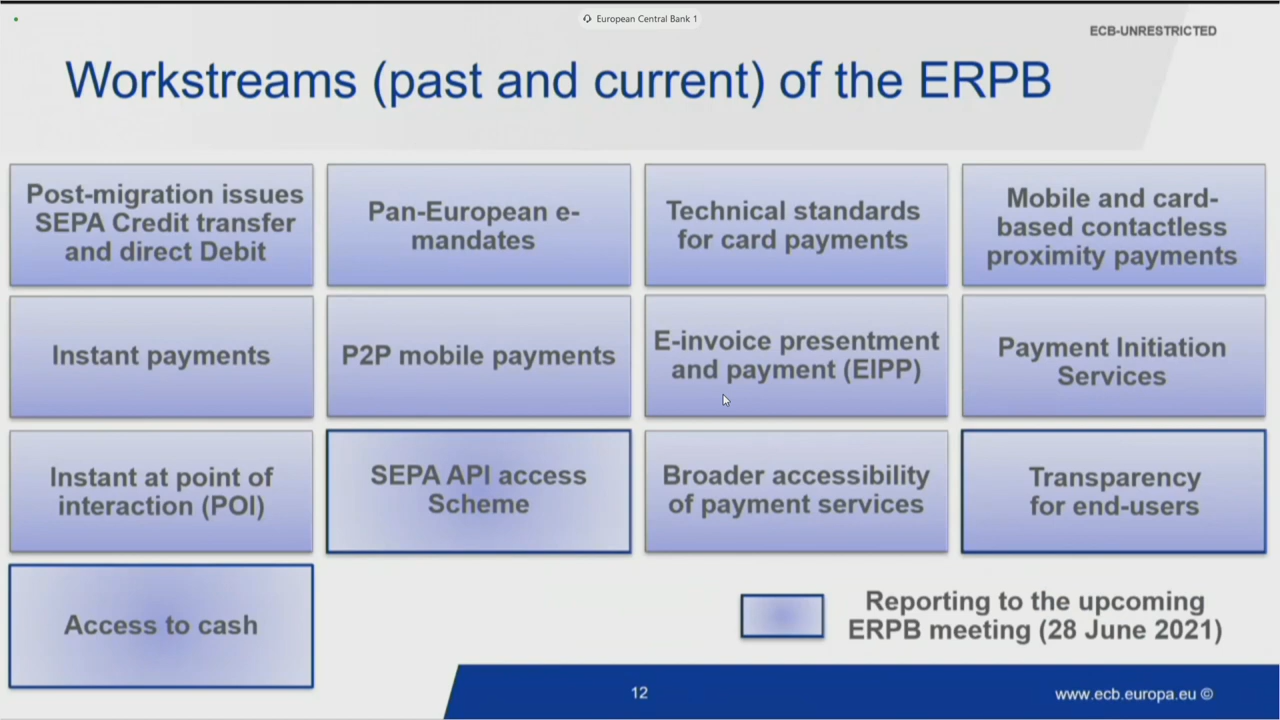 European Central Bank 1
ECB-UNRESTRICTED
Workstreams (past and current) of the ERPB
Post-migration issues
SEPA Credit transfer
and direct Debit
Pan-European e-
mandates
Technical standards
for card payments
Mobile and card-
based contactless
proximity payments
Instant payments
P2P mobile payments
E-invoice presentment
and payment (EIPP)
Payment Initiation
Services
Instant at point of
interaction (POI)
SEPA API access
Scheme
Broader accessibility
of payment services
Transparency
for end-users
Access to cash
Reporting to the upcoming
ERPB meeting (28 June 2021)
12
www.ecb.europa.eu ©